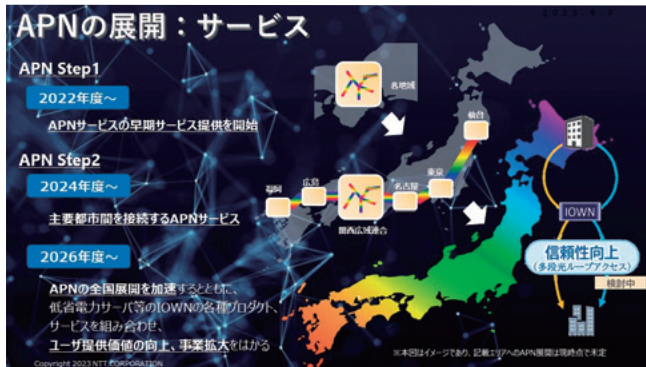 APNの展開：サービス
APN Step1
2022年度～
APNサービスの早期サービス提供を開始
APN Step2
2024年度～
主要都市間を接続するAPNサービス
2026年度～
APNの全国展開を加速するとともに、
低省電力サーバ等のIOWNの各種プロダクト、
サービスを組み合わせ、
ユーザ提供価値の向上、事業拡大をはかる
Copyright 2023 NTT CORPORATION
各地域
仙台
福岡
広島
関西広域連合
名古屋
東京
IOWN
信頼性向上
（多段光ループアクセス）
検討中
※本図はイメージであり、記載エリアへのAPN展開は現時点で未定